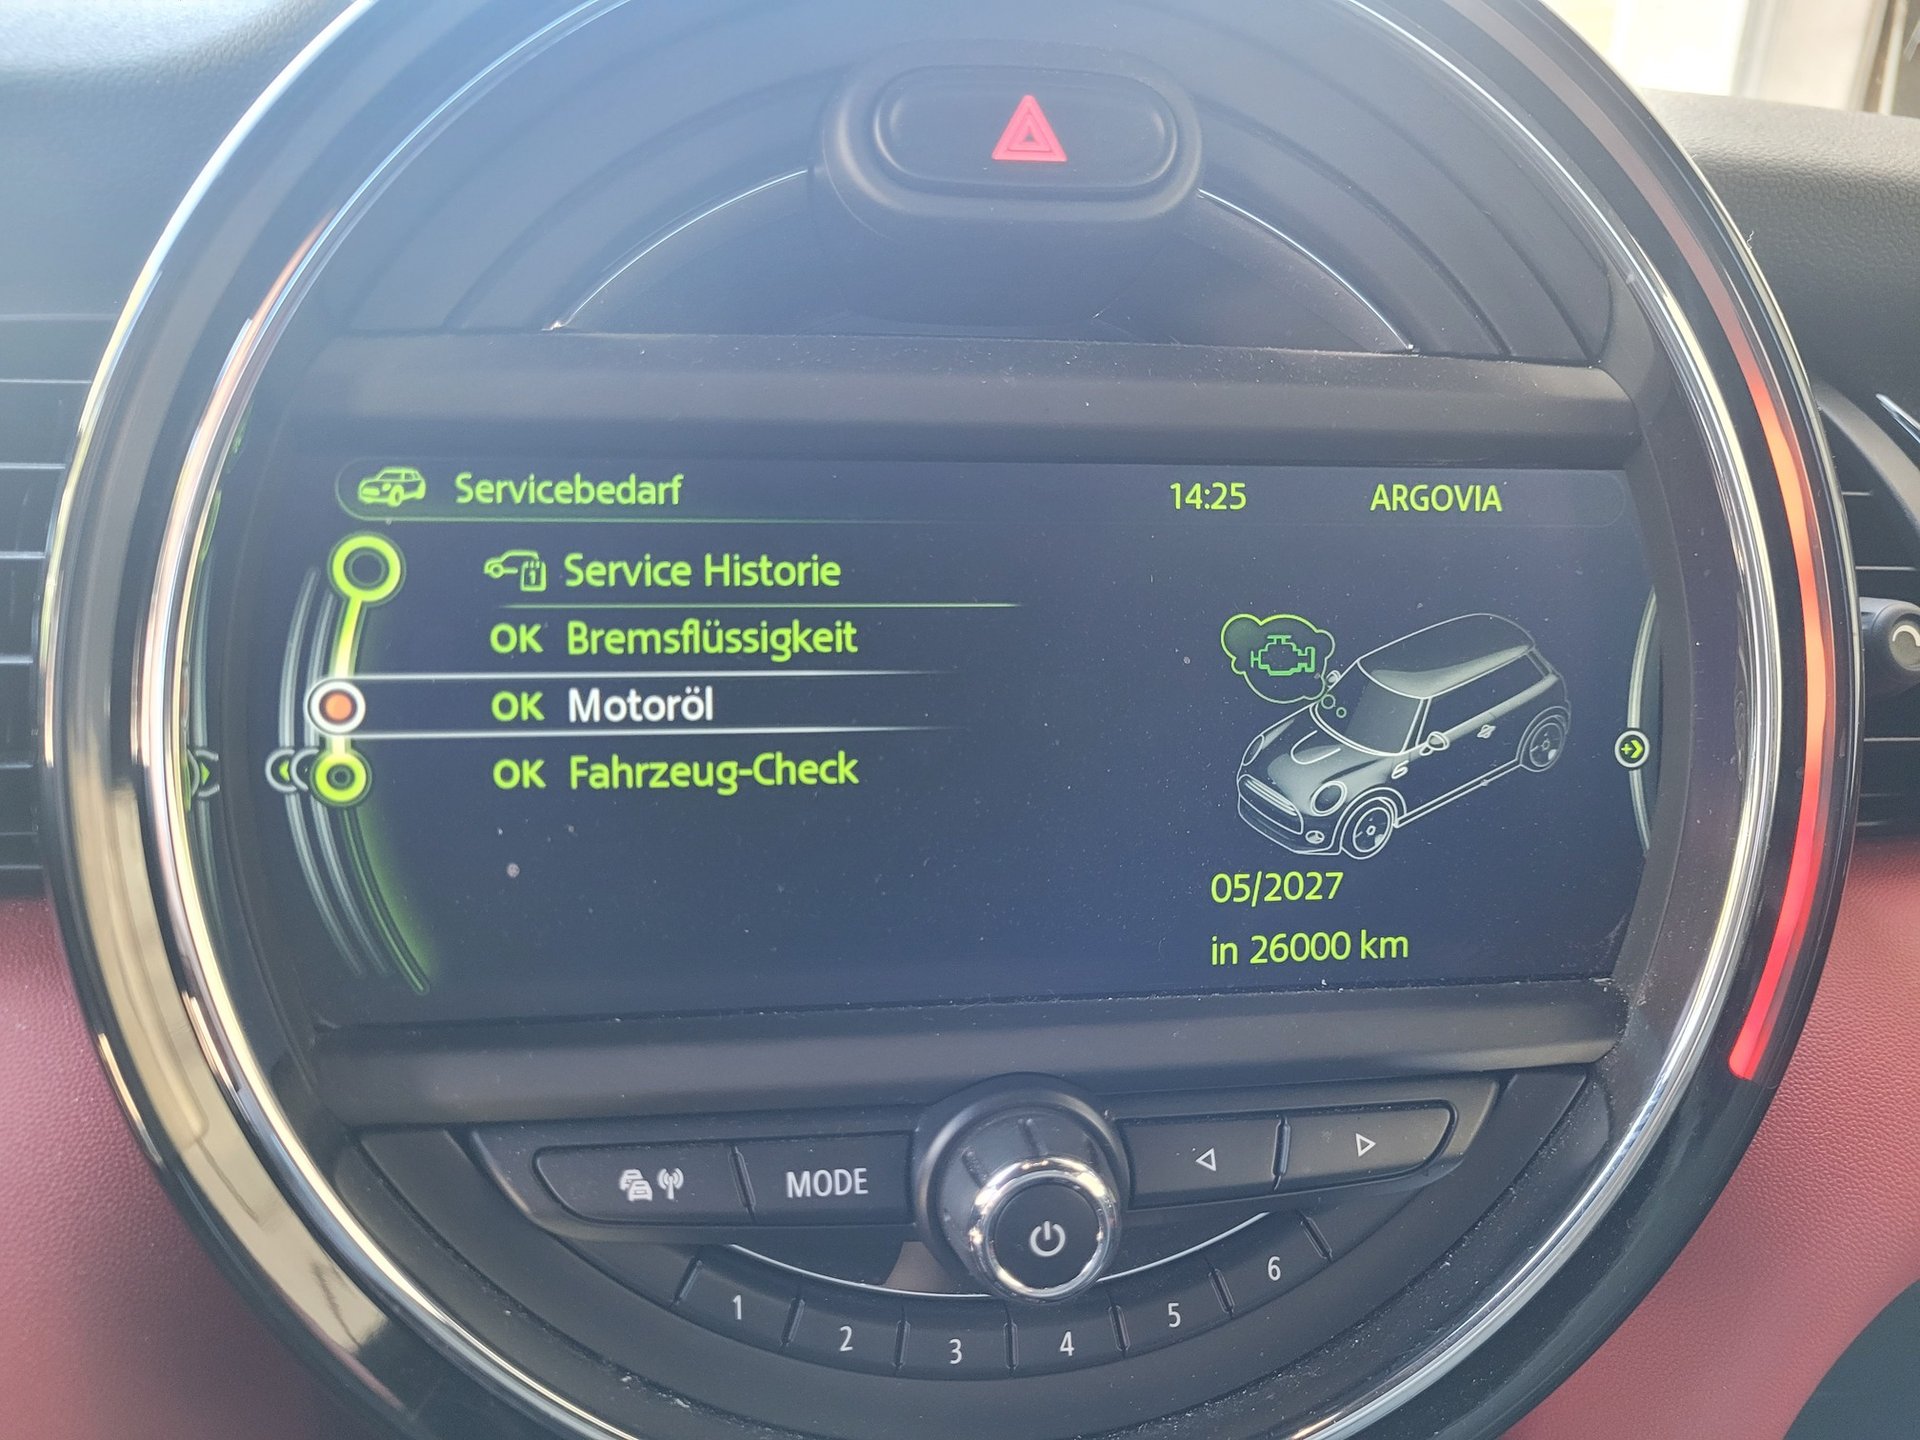 Servicebedarf 14:25 ARGOVIA
Service Historie
OK Bremsflüssigkeit
OK Motoröl
OK Fahrzeug-Check
05/2027
in 26000 km
MODE
1 2 3 4 5 6